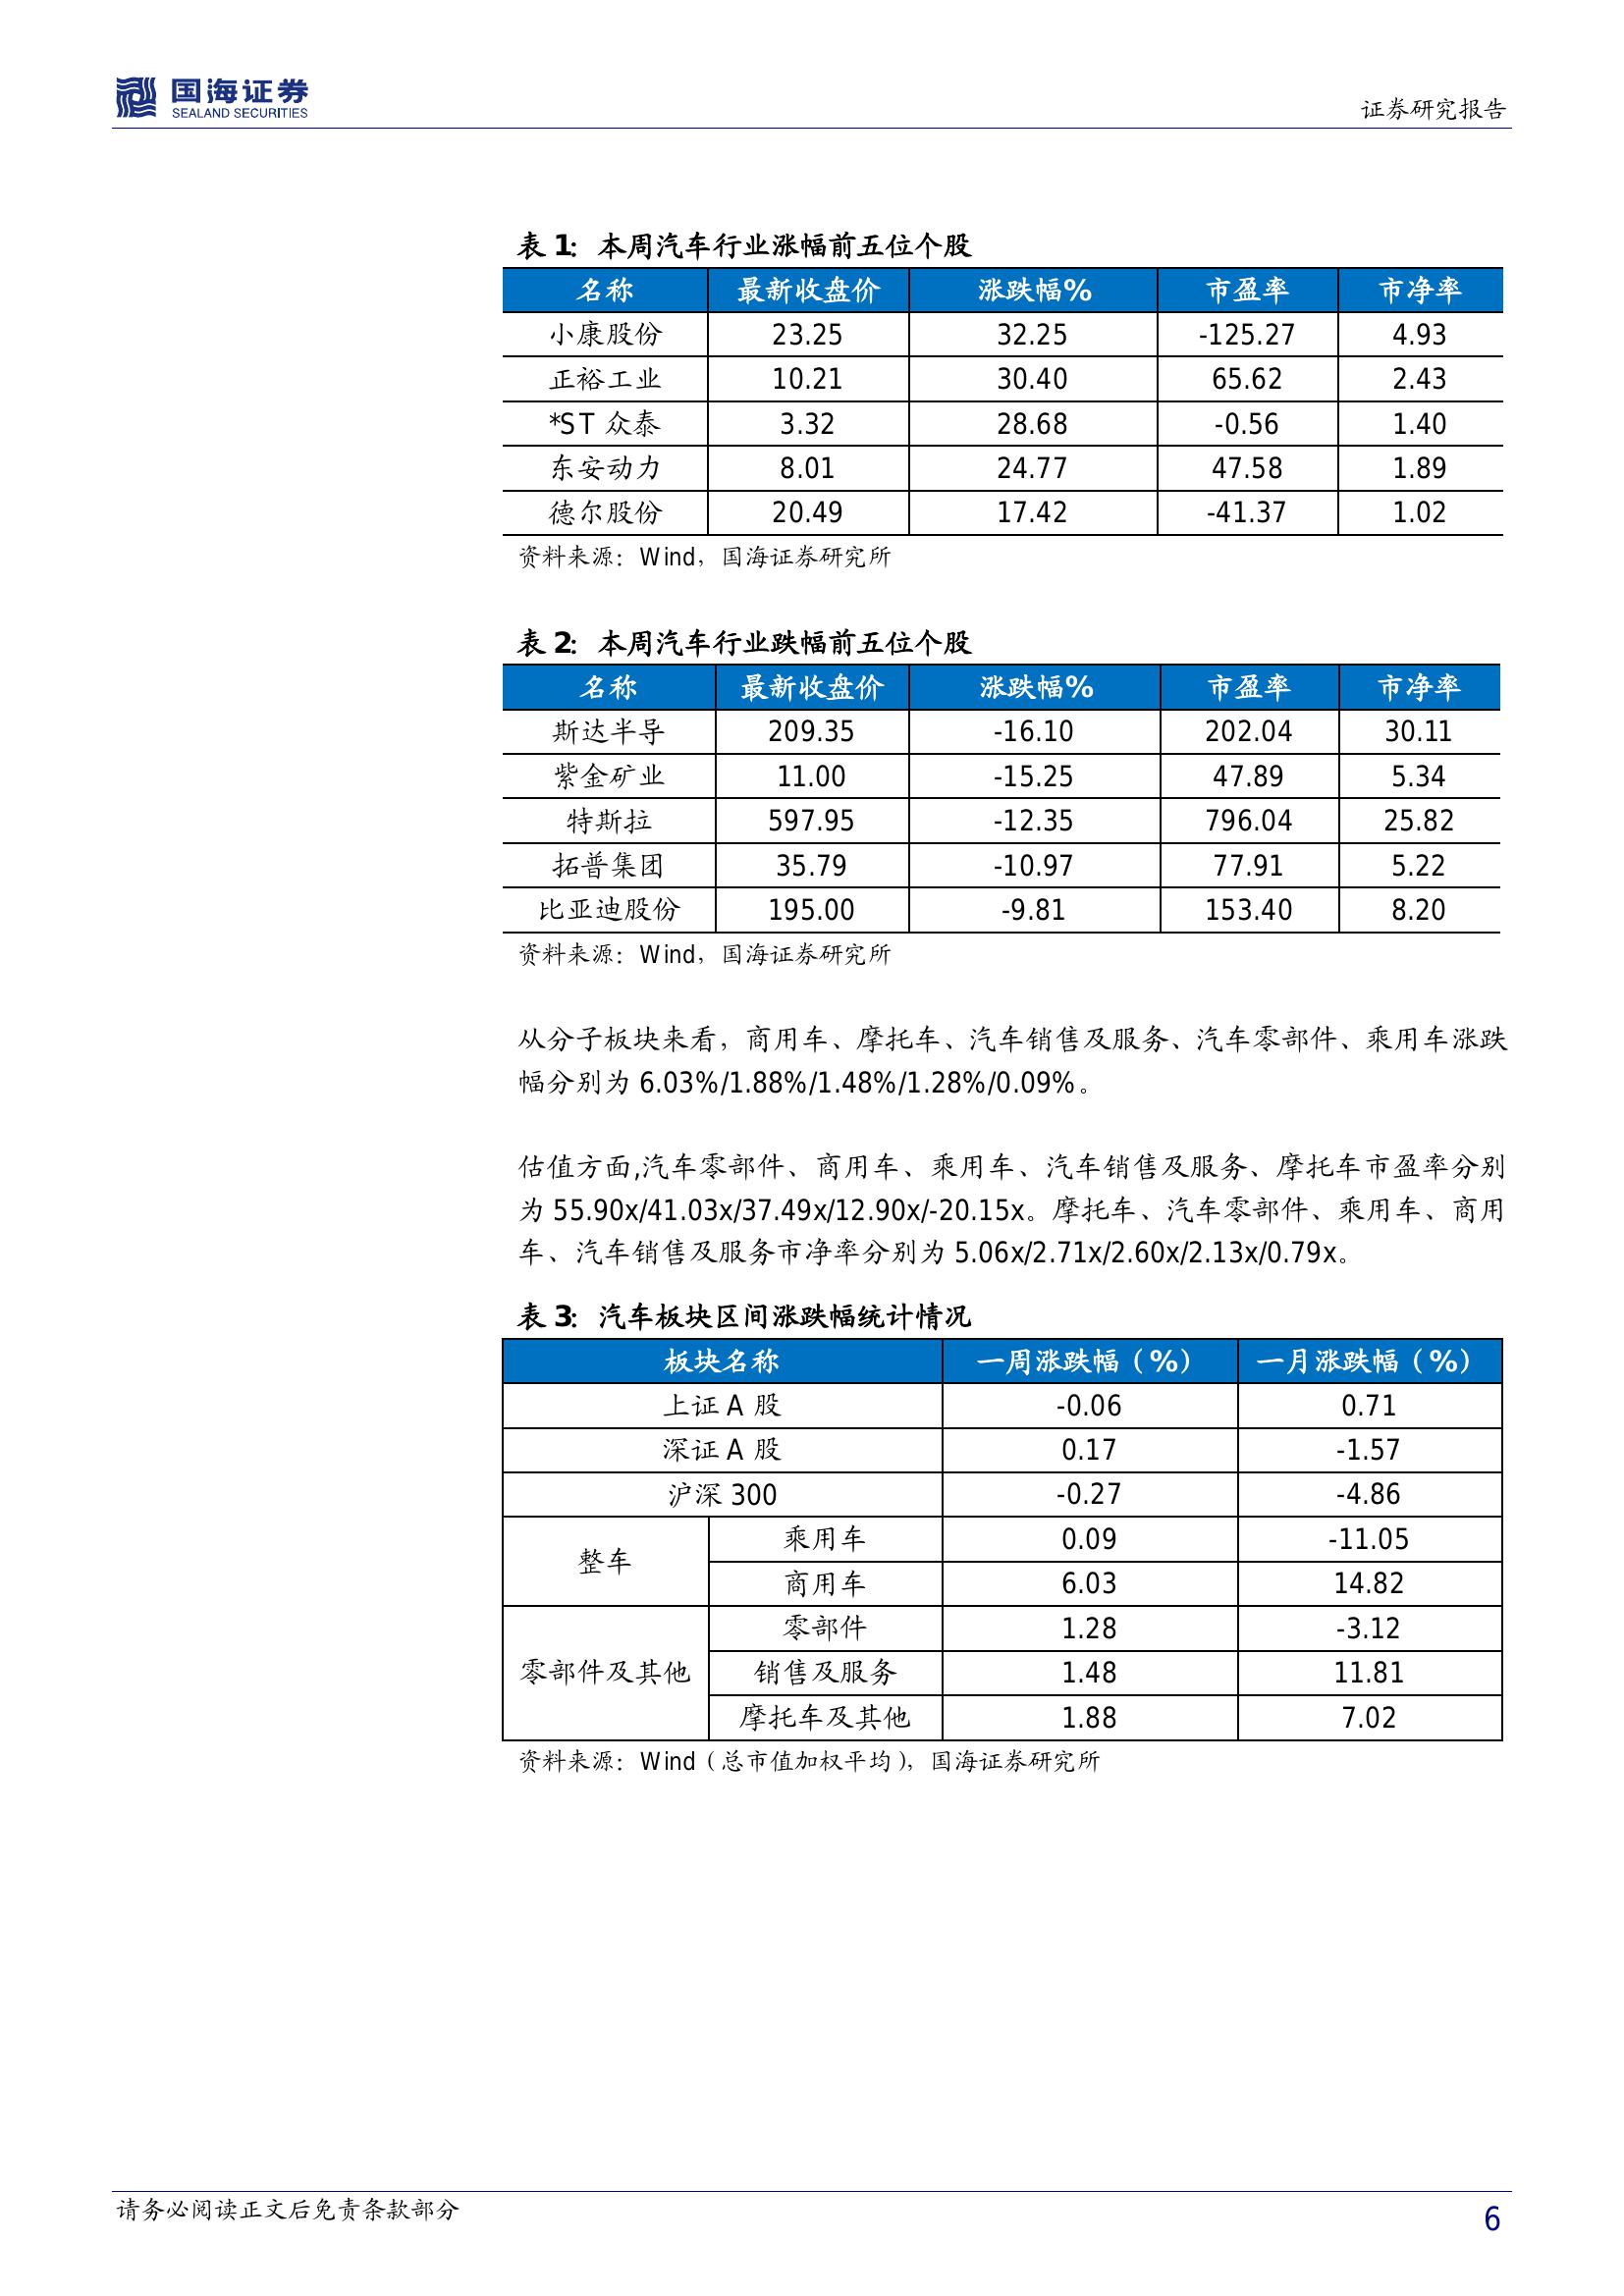 国海证券
SEALAND SECURITIES
证券研究报告
表 1：本周汽车行业涨幅前五位个股
名称 最新收盘价 涨跌幅% 市盈率 市净率
小康股份 23.25 32.25 -125.27 4.93
正裕工业 10.21 30.40 65.62 2.43
*ST 众泰 3.32 28.68 -0.56 1.40
东安动力 8.01 24.77 47.58 1.89
德尔股份 20.49 17.42 -41.37 1.02
资料来源：Wind，国海证券研究所
表 2：本周汽车行业跌幅前五位个股
名称 最新收盘价 涨跌幅% 市盈率 市净率
斯达半导 209.35 -16.10 202.04 30.11
紫金矿业 11.00 -15.25 47.89 5.34
特斯拉 597.95 -12.35 796.04 25.82
拓普集团 35.79 -10.97 77.91 5.22
比亚迪股份 195.00 -9.81 153.40 8.20
资料来源：Wind，国海证券研究所
从分子板块来看，商用车、摩托车、汽车销售及服务、汽车零部件、乘用车涨跌
幅分别为 6.03%/1.88%/1.48%/1.28%/0.09%。
估值方面,汽车零部件、商用车、乘用车、汽车销售及服务、摩托车市盈率分别
为 55.90x/41.03x/37.49x/12.90x/-20.15x。摩托车、汽车零部件、乘用车、商用
车、汽车销售及服务市净率分别为 5.06x/2.71x/2.60x/2.13x/0.79x。
表 3：汽车板块区间涨跌幅统计情况
板块名称 一周涨跌幅（%） 一月涨跌幅（%）
上证 A 股 -0.06 0.71
深证 A 股 0.17 -1.57
沪深 300 -0.27 -4.86
整车 乘用车 0.09 -11.05
商用车 6.03 14.82
零部件及其他 零部件 1.28 -3.12
销售及服务 1.48 11.81
摩托车及其他 1.88 7.02
资料来源：Wind（总市值加权平均），国海证券研究所
请务必阅读正文后免责条款部分
6